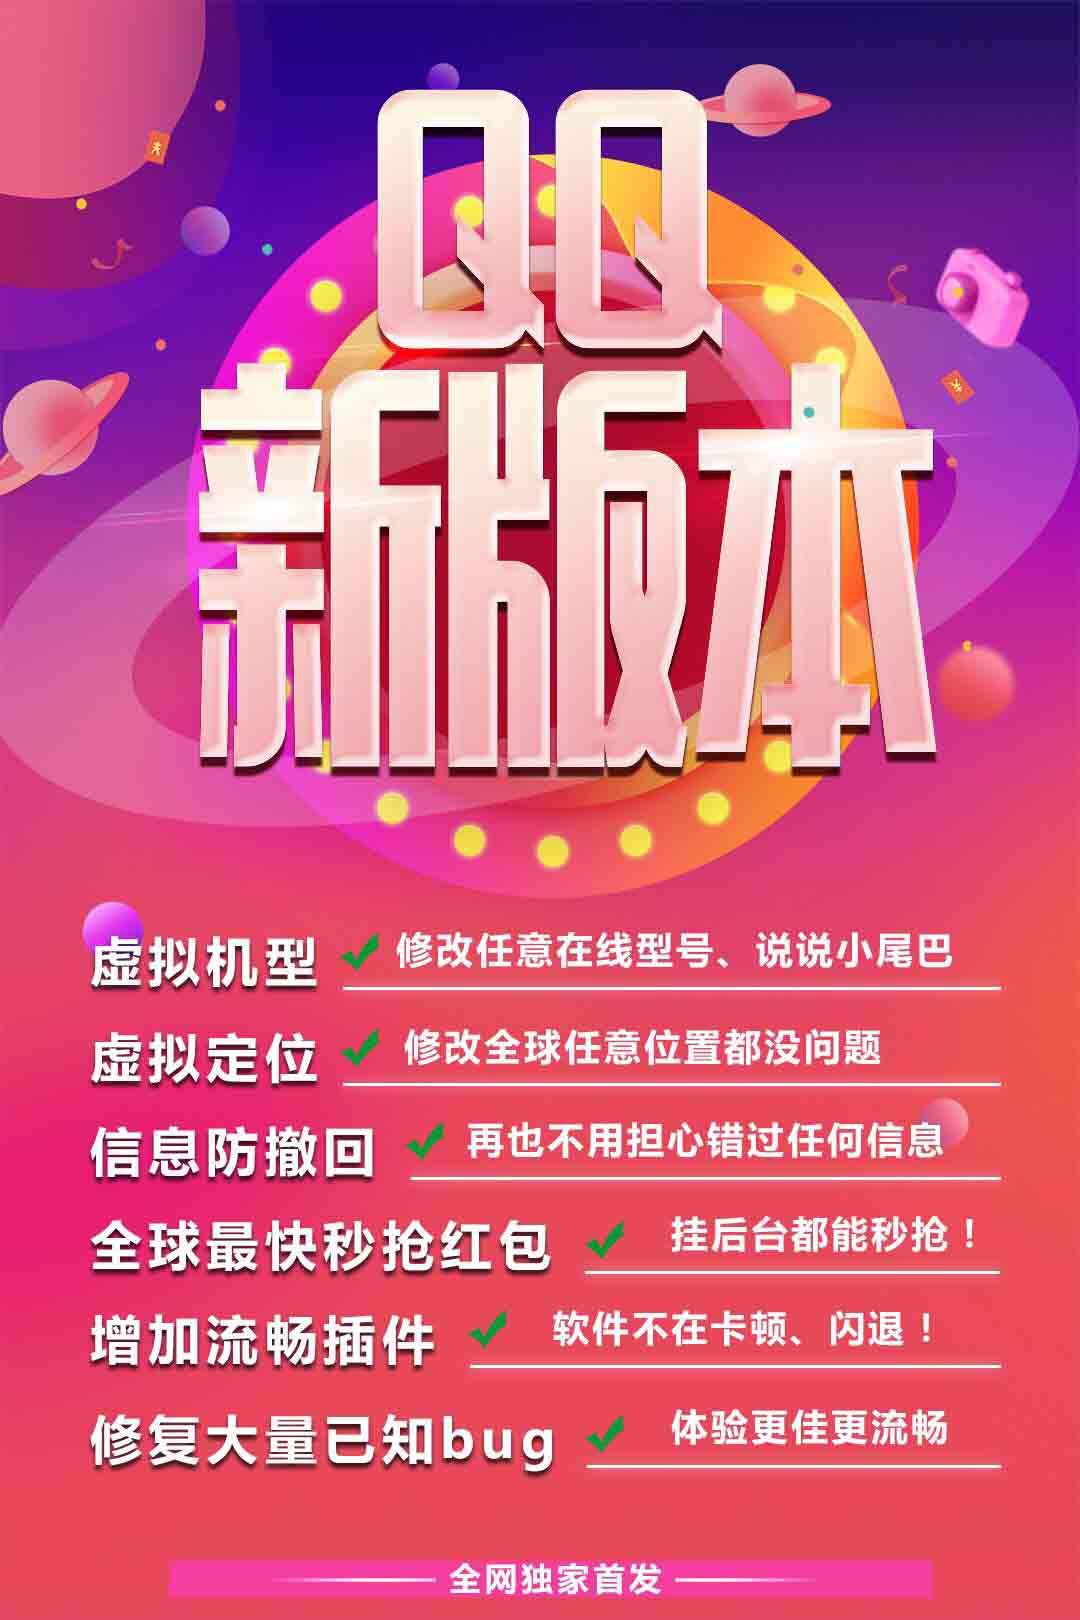 QQ
新版本
虚拟机型 修改任意在线型号、说说小尾巴
虚拟定位 修改全球任意位置都没问题
信息防撤回 再也不用担心错过任何信息
全球最快秒抢红包 挂后台都能秒抢！
增加流畅插件 软件不在卡顿、闪退！
修复大量已知bug 体验更佳更流畅
全网独家首发